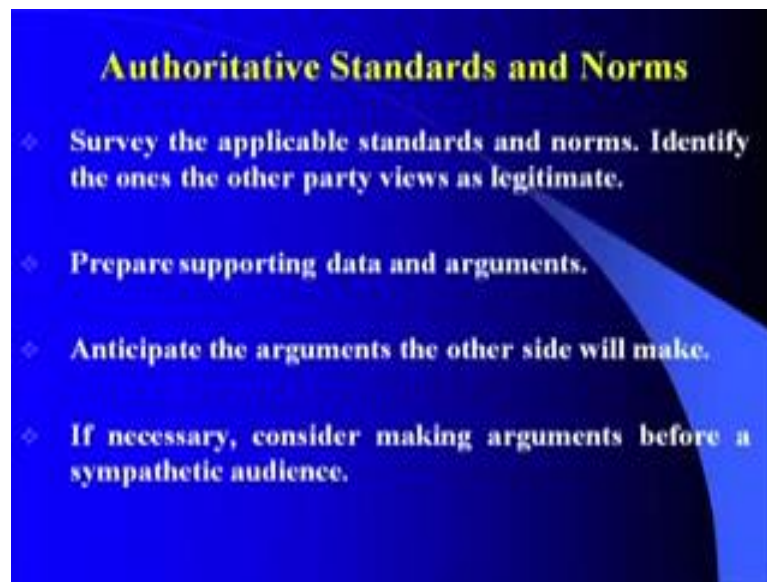 Authoritative Standards and Norms
Survey the applicable standards and norms. Identify
the ones the other party views as legitimate.
Prepare supporting data and arguments.
Anticipate the arguments the other side will make.
If necessary, consider making arguments before a
sympathetic audience.